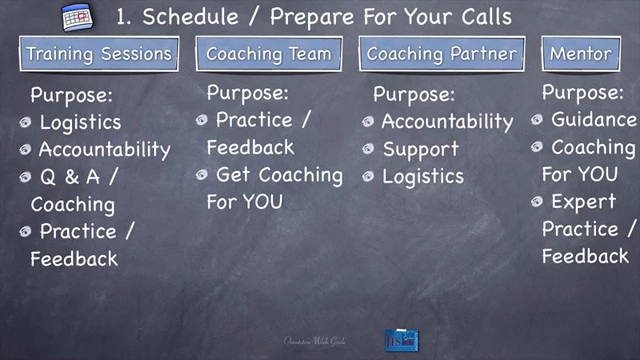 1. Schedule / Prepare For Your Calls
Training Sessions
Purpose:
Logistics
Accountability
Q & A /
Coaching
Practice /
Feedback
Coaching Team
Purpose:
Practice /
Feedback
Get Coaching
For YOU
Coaching Partner
Purpose:
Accountability
Support
Logistics
Mentor
Purpose:
Guidance
Coaching
For YOU
Expert
Practice /
Feedback